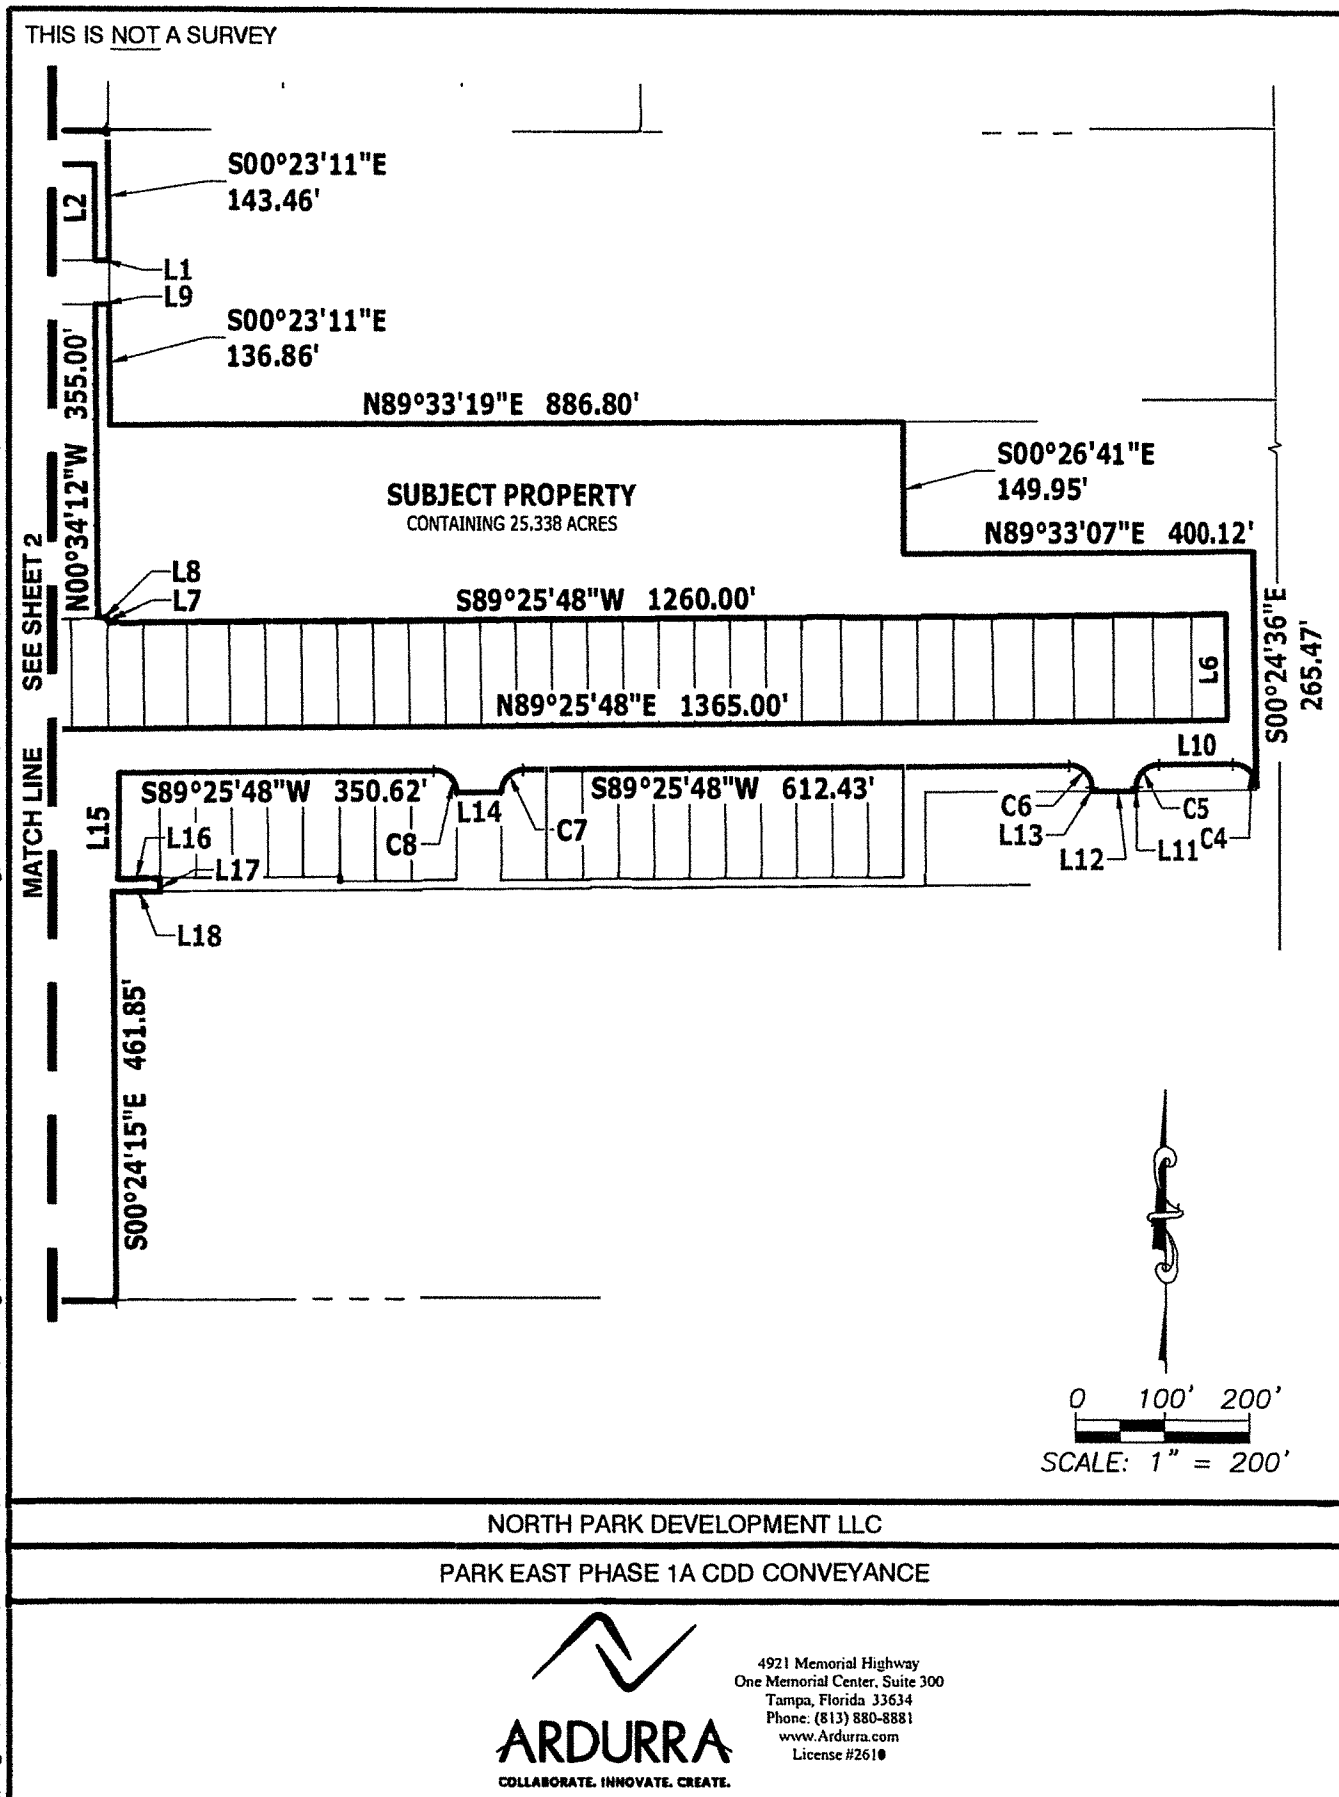 THIS IS NOT A SURVEY
S00°23'11"E
143.46'
L2
L1
L9
S00°23'11"E
136.86'
N00°34'12"W 355.00'
N89°33'19"E 886.80'
S00°26'41"E
149.95'
SUBJECT PROPERTY
CONTAINING 25.338 ACRES
N89°33'07"E 400.12'
MATCH LINE SEE SHEET 2
L8
L7
S89°25'48"W 1260.00'
S00°24'36"E
265.47'
L6
N89°25'48"E 1365.00'
L10
S89°25'48"W 350.62'
L14
S89°25'48"W 612.43'
C6
C5
L15
L16
C8
C7
L13
L12
L11
C4
L17
L18
S00°24'15"E 461.85'
0 100' 200'
SCALE: 1" = 200'
NORTH PARK DEVELOPMENT LLC
PARK EAST PHASE 1A CDD CONVEYANCE
4921 Memorial Highway
One Memorial Center, Suite 300
Tampa, Florida 33634
Phone: (813) 880-8881
www.Ardurra.com
License #2610
ARDURRA
COLLABORATE. INNOVATE. CREATE.